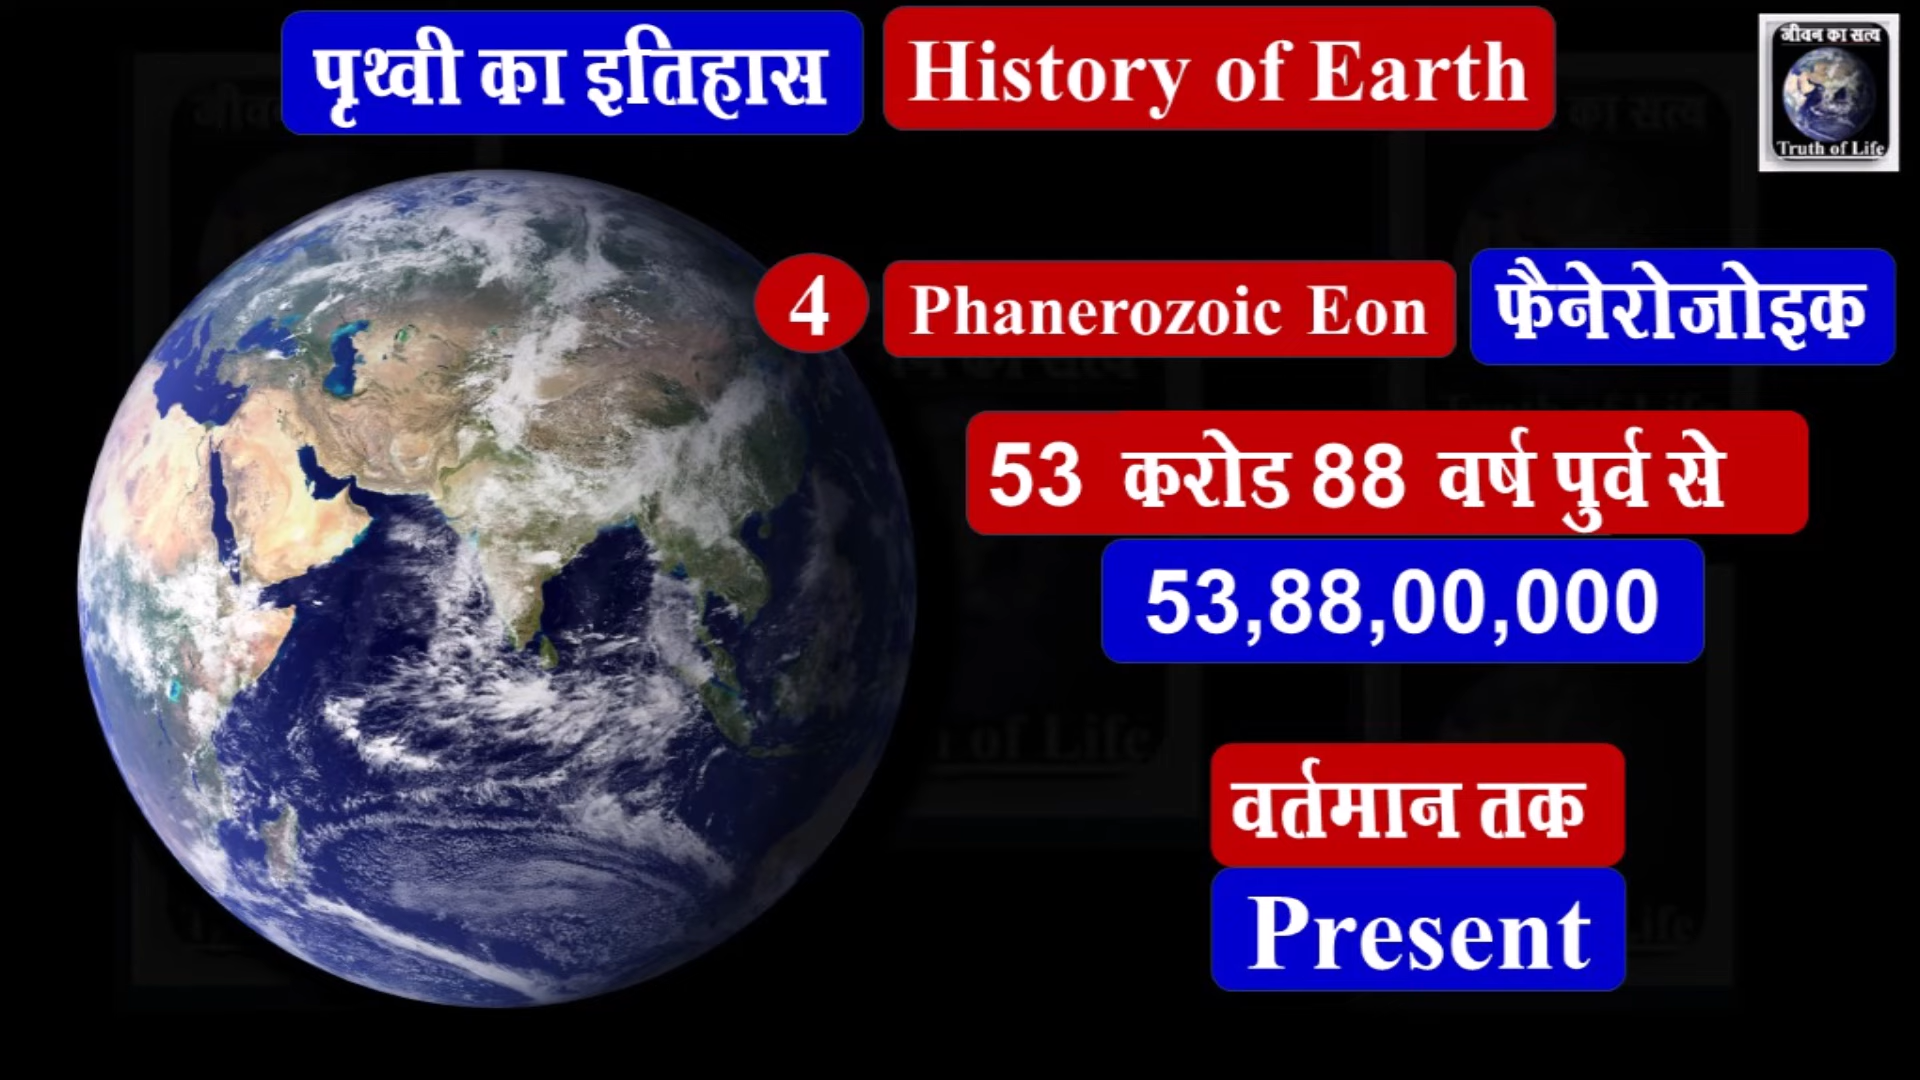 पृथ्वी का इतिहास History of Earth
जीवन का सत्य
Truth of Life
4 Phanerozoic Eon फैनेरोजोइक
53 करोड 88 वर्ष पुर्व से
53,88,00,000
वर्तमान तक
Present